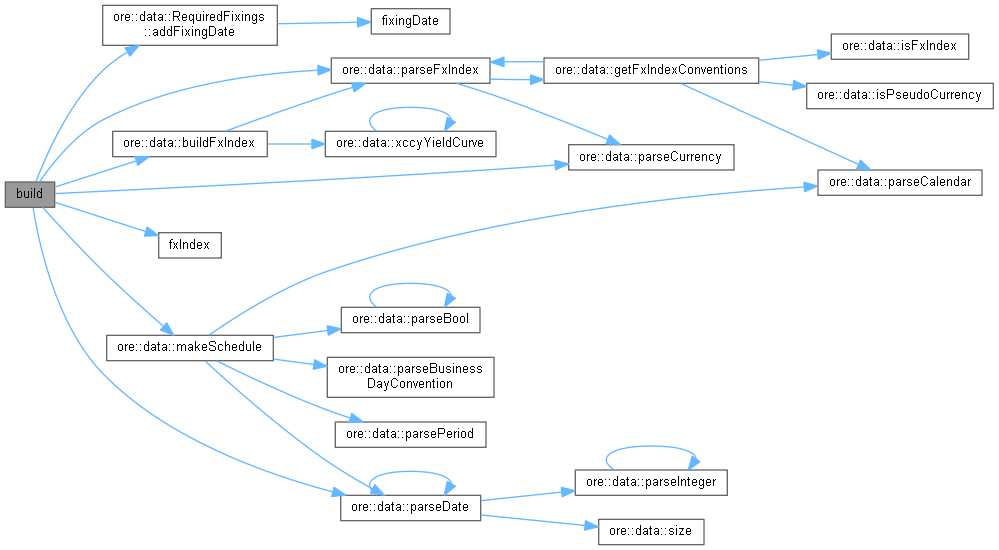 ore::data::RequiredFixings
::addFixingDate
fixingDate
ore::data::isFxIndex
ore::data::parseFxIndex
ore::data::getFxIndexConventions
ore::data::isPseudoCurrency
ore::data::buildFxIndex
ore::data::xccyYieldCurve
ore::data::parseCurrency
ore::data::parseCalendar
build
fxIndex
ore::data::parseBool
ore::data::makeSchedule
ore::data::parseBusiness
DayConvention
ore::data::parsePeriod
ore::data::parseInteger
ore::data::parseDate
ore::data::size